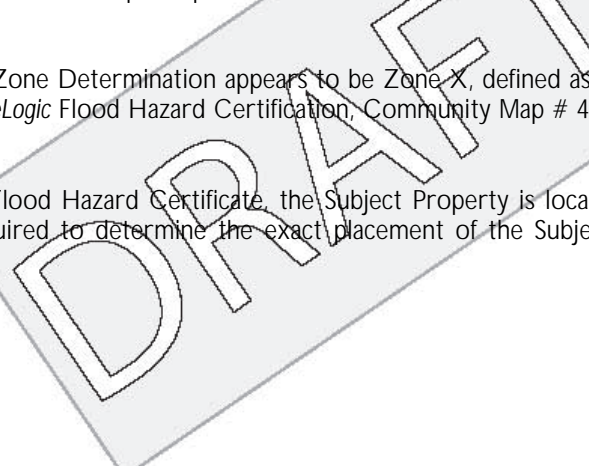 Zone Determination appears to be Zone X, defined as
eLogic Flood Hazard Certification, Community Map # 4
Flood Hazard Certificate, the Subject Property is loca
uired to determine the exact placement of the Subje
DRAFT